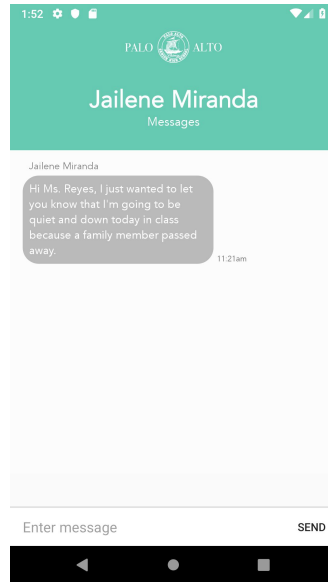 1:52
PALO ALTO
Jailene Miranda
Messages
Jailene Miranda
Hi Ms. Reyes, I just wanted to let
you know that I'm going to be
quiet and down today in class
because a family member passed
away.
11:21am
Enter message SEND